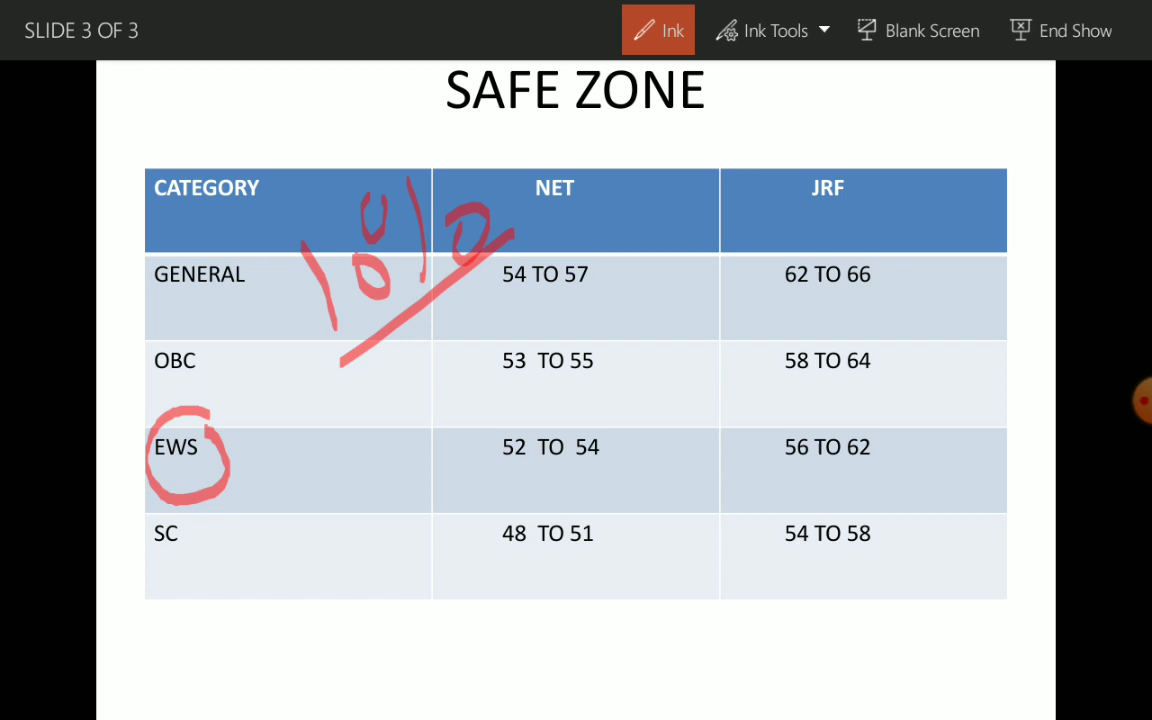 SLIDE 3 OF 3 Ink Ink Tools Blank Screen End Show
SAFE ZONE
CATEGORY NET JRF
10%
GENERAL 54 TO 57 62 TO 66
OBC 53 TO 55 58 TO 64
EWS 52 TO 54 56 TO 62
SC 48 TO 51 54 TO 58